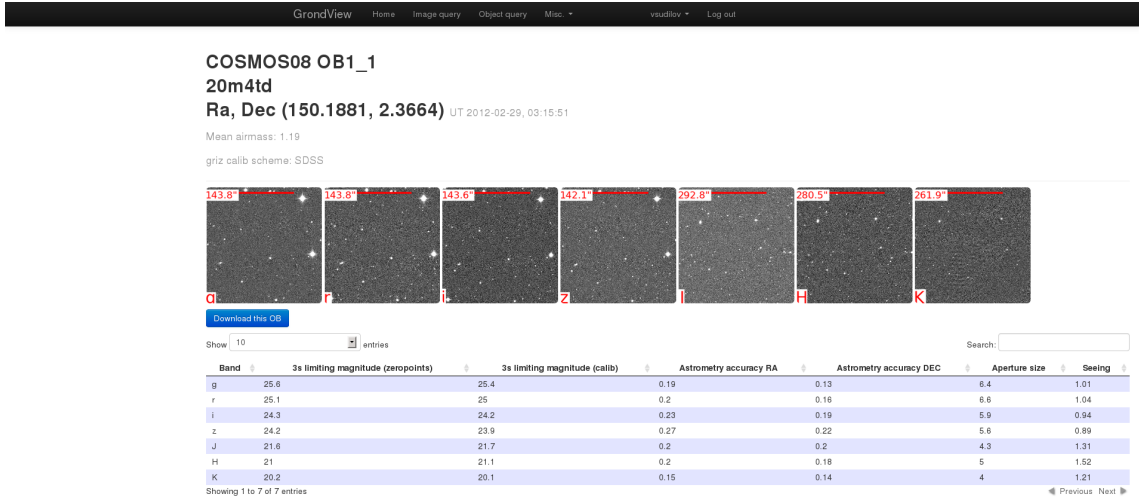 GrondView Home Image query Object query Misc. vsudilov Log out
COSMOS08 OB1_1
20m4td
Ra, Dec (150.1881, 2.3664) UT 2012-02-29, 03:15:51
Mean airmass: 1.19
griz calib scheme: SDSS
143.8" 143.8" 143.6" 142.1" 292.8" 280.5" 261.9"
g r i z J H K
Download this OB
Show 10 entries Search:
Band 3s limiting magnitude (zeropoints) 3s limiting magnitude (calib) Astrometry accuracy RA Astrometry accuracy DEC Aperture size Seeing
g 25.6 25.4 0.19 0.13 6.4 1.01
r 25.1 25 0.2 0.16 6.6 1.04
i 24.3 24.2 0.23 0.19 5.9 0.94
z 24.2 23.9 0.27 0.22 5.6 0.89
J 21.6 21.7 0.2 0.2 4.3 1.31
H 21 21.1 0.2 0.18 5 1.52
K 20.2 20.1 0.15 0.14 4 1.21
Showing 1 to 7 of 7 entries Previous Next